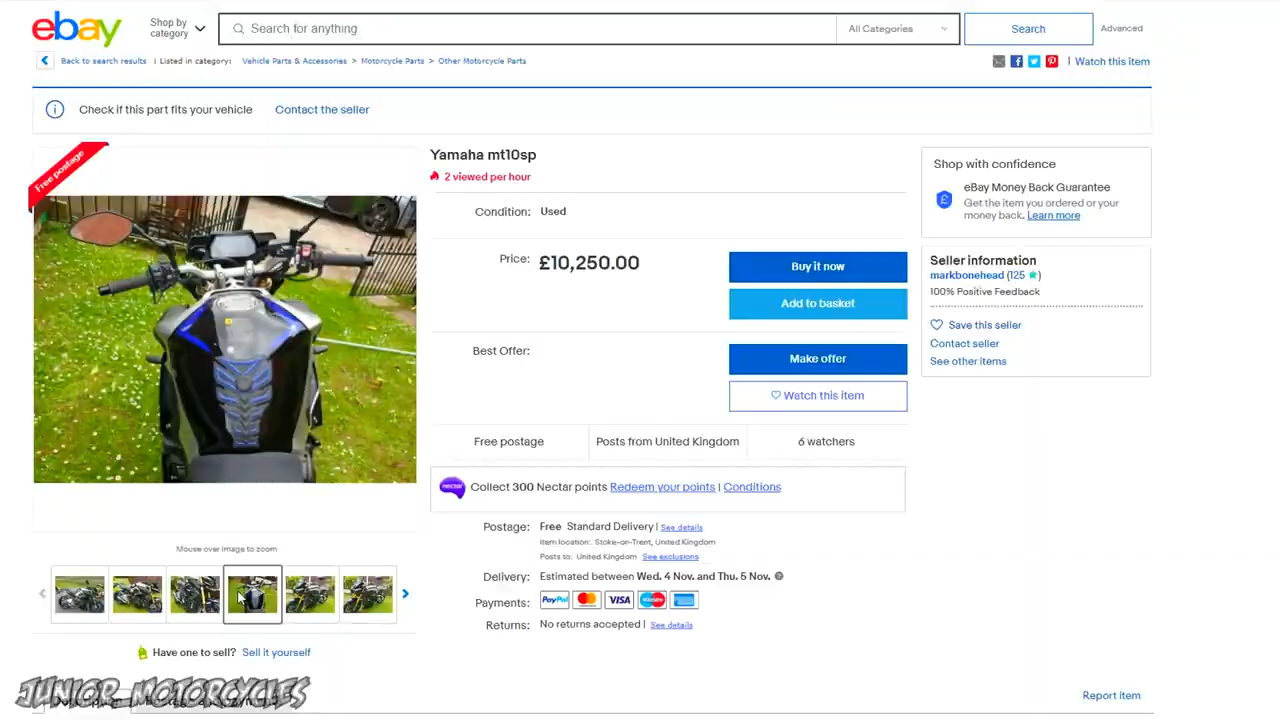 ebay
Shop by category
Search for anything
All Categories
Search
Advanced
Back to search results | Listed in category: Vehicle Parts & Accessories > Motorcycle Parts > Other Motorcycle Parts
| Watch this item
Check if this part fits your vehicle Contact the seller
Free postage
Yamaha mt10sp
2 viewed per hour
Condition: Used
Price: £10,250.00
Buy it now
Add to basket
Best Offer:
Make offer
Watch this item
Free postage
Posts from United Kingdom
6 watchers
Collect 300 Nectar points Redeem your points | Conditions
Postage: Free Standard Delivery | See details
Item location: Stoke-on-Trent, United Kingdom
Posts to: United Kingdom See exclusions
Delivery: Estimated between Wed. 4 Nov. and Thu. 5 Nov.
Payments: PayPal VISA
Returns: No returns accepted | See details
Shop with confidence
eBay Money Back Guarantee
Get the item you ordered or your
money back. Learn more
Seller information
markbonehead (125)
100% Positive Feedback
Save this seller
Contact seller
See other items
Mouse over image to zoom
Have one to sell? Sell it yourself
JUNIOR MOTORCYCLES
Report item